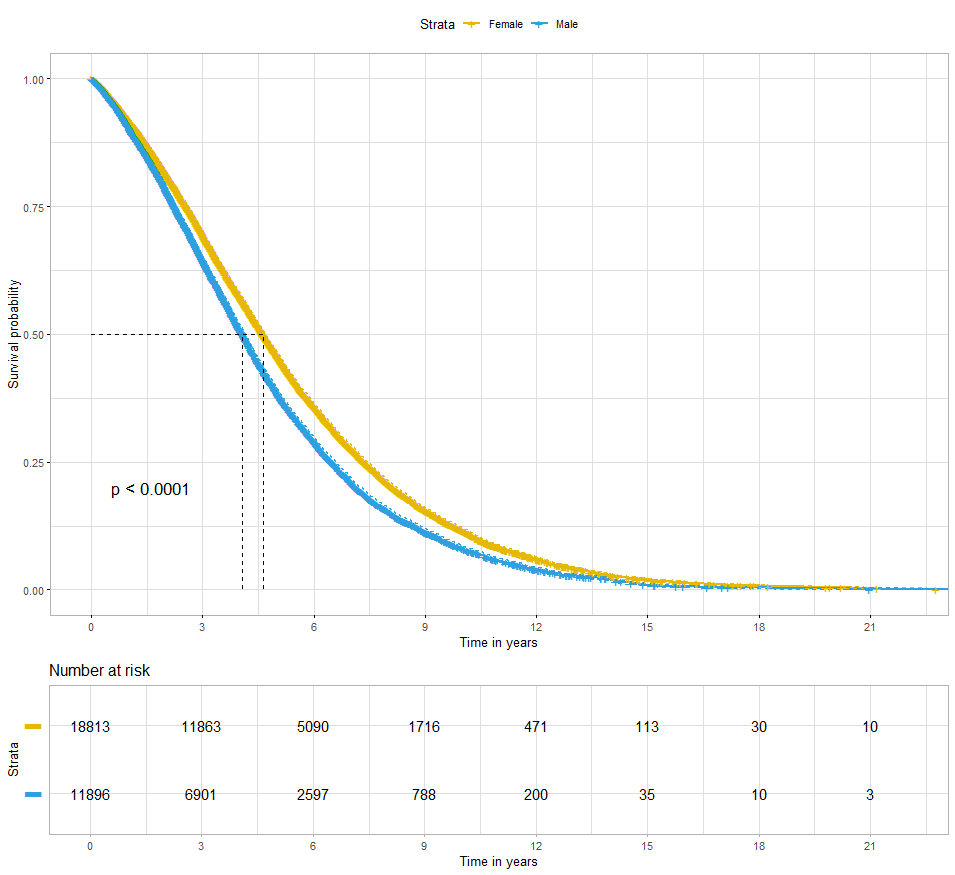 Strata Female Male
1.00
0.75
0.50
0.25
0.00
Survival probability
p < 0.0001
0 3 6 9 12 15 18 21
Time in years
Number at risk
Strata
18813 11863 5090 1716 471 113 30 10
11896 6901 2597 788 200 35 10 3
0 3 6 9 12 15 18 21
Time in years